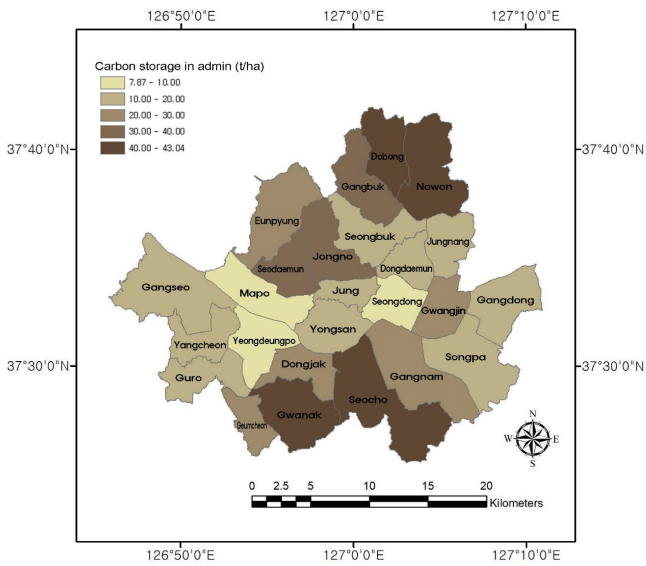 126°50'0"E 127°0'0"E 127°10'0"E
Carbon storage in admin (t/ha)
7.87 - 10.00
10.00 - 20.00
20.00 - 30.00
30.00 - 40.00
40.00 - 43.04
37°40'0"N 37°40'0"N
Dobong
Gangbuk Nowon
Eunpyung
Seongbuk Jungnang
Jongno
Seodaemun Dongdaemun
Gangseo Mapo Jung Seongdong Gwangjin Gangdong
Yangcheon Yeongdeungpo Yongsan
Songpa
37°30'0"N 37°30'0"N
Guro Dongjak Gangnam
Seocho
Gwanak
Geumcheon
N
W E
S
0 2.5 5 10 15 20
Kilometers
126°50'0"E 127°0'0"E 127°10'0"E